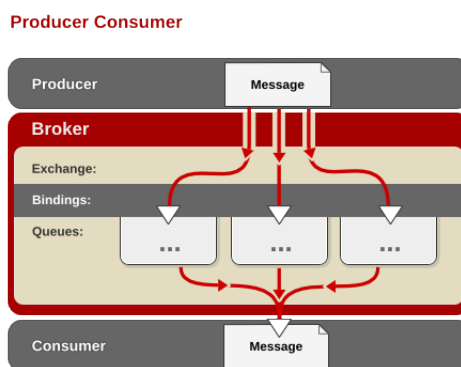 Producer Consumer
Producer
Message
Broker
Exchange:
Bindings:
Queues:
... ... ...
Consumer
Message